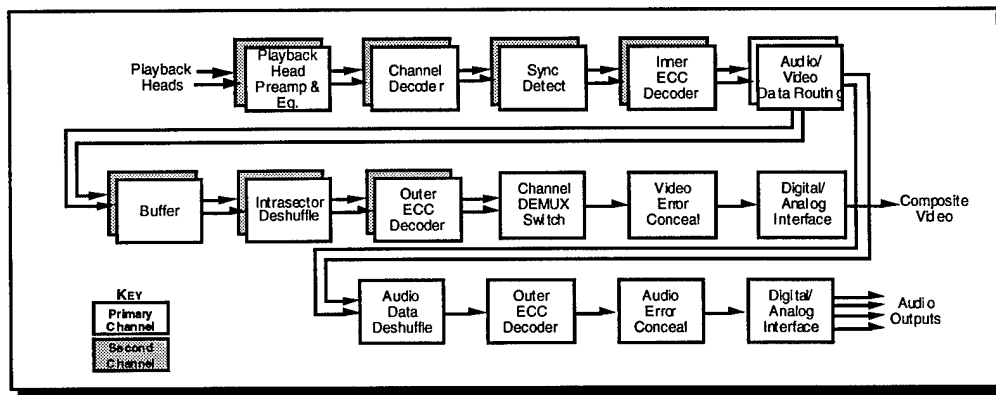 Playback
Heads
Playback
Head
Preamp &
Eq.
Channel
Decoder
Sync
Detect
Inner
ECC
Decoder
Audio/
Video
Data Routing
Buffer
Intrasector
Deshuffle
Outer
ECC
Decoder
Channel
DEMUX
Switch
Video
Error
Conceal
Digital/
Analog
Interface
Composite
Video
Audio
Data
Deshuffle
Outer
ECC
Decoder
Audio
Error
Conceal
Digital/
Analog
Interface
Audio
Outputs
KEY
Primary
Channel
Second
Channel